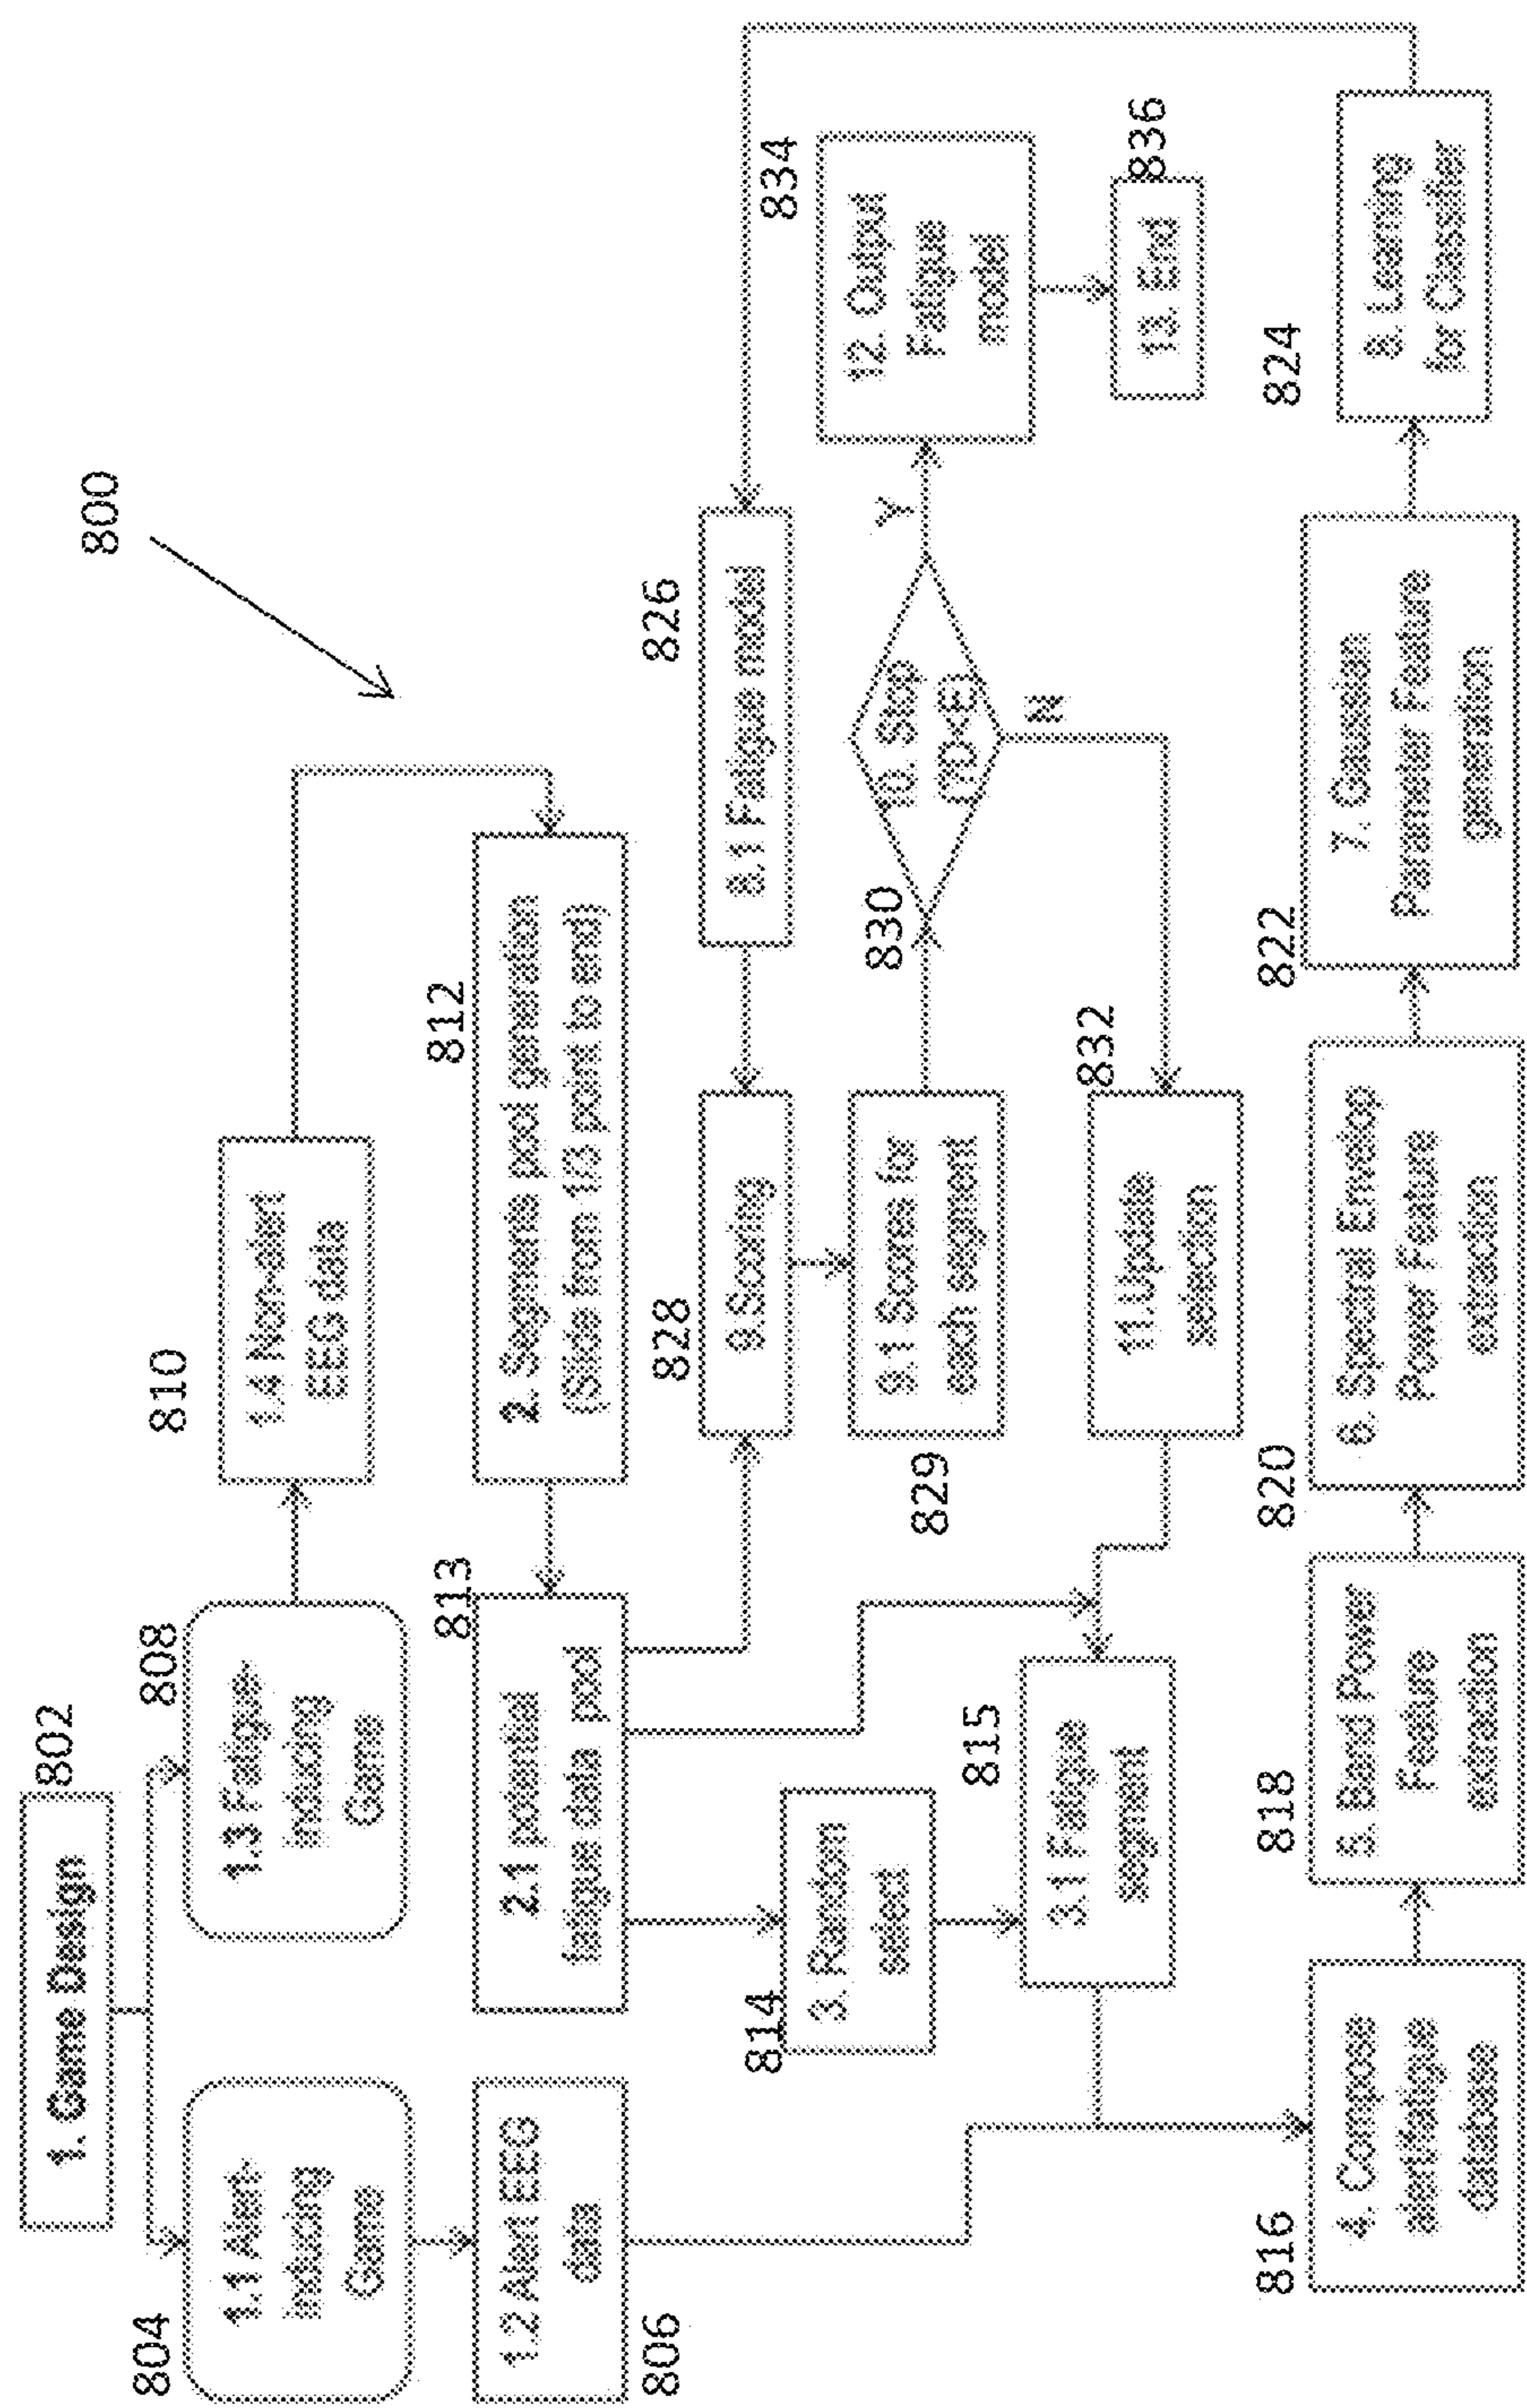 800
1. Game Design
802
804
1.1 Alert-
inducing
Game
808
1.3 Fatigue-
inducing
Game
810
1.4 Non-alert
EEG data
1.2 Alert EEG
data
806
813
2.1 potential
fatigue data pool
812
2. Segments pool generation
(Slide from 1/3 point to end)
814
3. Random
select
828
9.Scoring
826
8.1 Fatigue model
815
3.1 Fatigue
segment
829
9.1 Scores for
each segment
830
10. Stop
Y
N
834
12. Output
Fatigue
model
832
11.Update
selection
13. End
836
816
4. Compose
alert/fatigue
database
818
5. Band Power
Feature
extraction
820
6. Spectral Envelop
Power Feature
extraction
822
7. Gaussian
Parameter Feature
generation
824
8. Learning
for Classifier